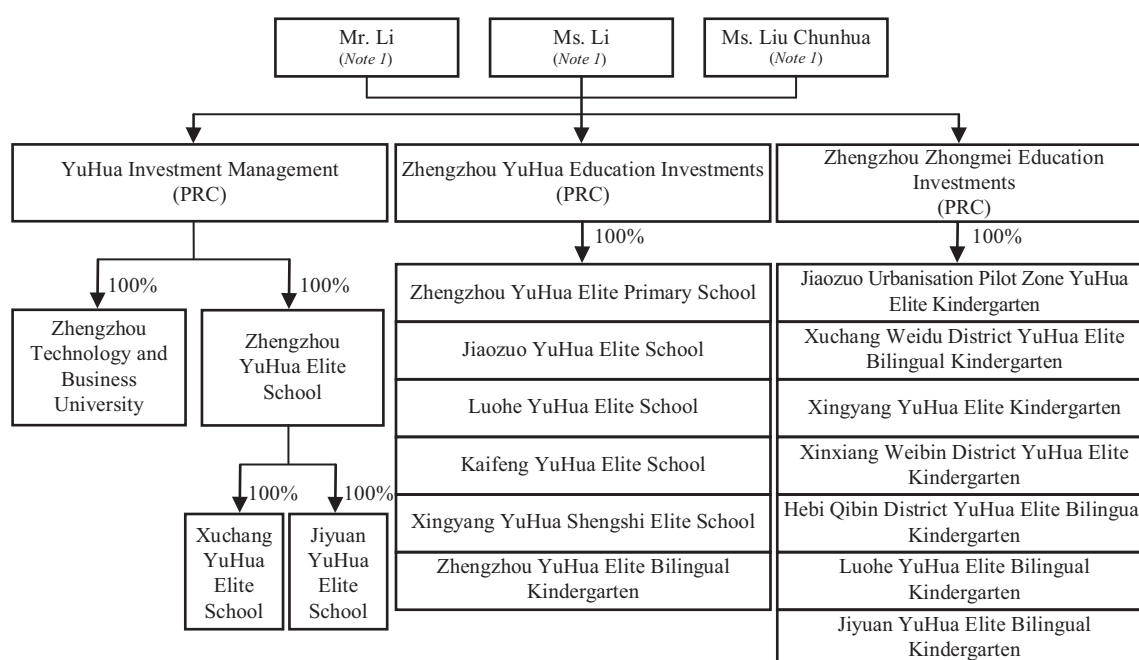 Mr. Li
(Note 1)
Ms. Li
(Note 1)
Ms. Liu Chunhua
(Note 1)
YuHua Investment Management
(PRC)
Zhengzhou YuHua Education Investments
(PRC)
Zhengzhou Zhongmei Education
Investments
(PRC)
100%
100%
100%
100%
Zhengzhou
Technology and
Business
University
Zhengzhou
YuHua Elite
School
100%
100%
Xuchang
YuHua
Elite
School
Jiyuan
YuHua
Elite
School
Zhengzhou YuHua Elite Primary School
Jiaozuo YuHua Elite School
Luohe YuHua Elite School
Kaifeng YuHua Elite School
Xingyang YuHua Shengshi Elite School
Zhengzhou YuHua Elite Bilingual
Kindergarten
Jiaozuo Urbanisation Pilot Zone YuHua
Elite Kindergarten
Xuchang Weidu District YuHua Elite
Bilingual Kindergarten
Xingyang YuHua Elite Kindergarten
Xinxiang Weibin District YuHua Elite
Kindergarten
Hebi Qibin District YuHua Elite Bilingual
Kindergarten
Luohe YuHua Elite Bilingual
Kindergarten
Jiyuan YuHua Elite Bilingual
Kindergarten